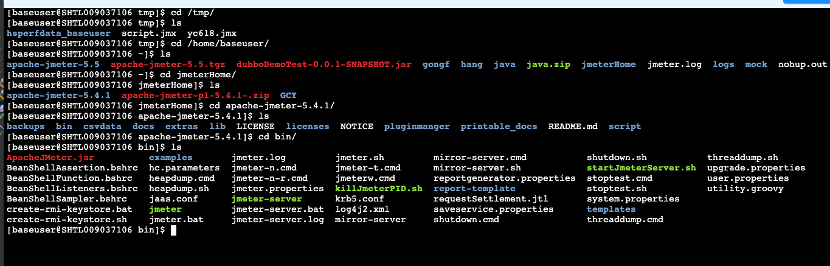 [baseuser@SHTL009037106 tmp]$ cd /tmp/
[baseuser@SHTL009037106 tmp]$ ls
hsperfdata_baseuser script.jmx yc618.jmx
[baseuser@SHTL009037106 tmp]$ cd /home/baseuser/
[baseuser@SHTL009037106 ~]$ ls
apache-jmeter-5.5 apache-jmeter-5.5.tgz dubboDemoTest-0.0.1-SNAPSHOT.jar gongf hang java java.zip jmeterHome jmeter.log logs mock nohup.out
[baseuser@SHTL009037106 ~]$ cd jmeterHome/
[baseuser@SHTL009037106 jmeterHome]$ ls
apache-jmeter-5.4.1 apache-jmeter-p1-5.4.1-.zip GCY
[baseuser@SHTL009037106 jmeterHome]$ cd apache-jmeter-5.4.1/
[baseuser@SHTL009037106 apache-jmeter-5.4.1]$ ls
backups bin csvdata docs extras lib LICENSE licenses NOTICE pluginmanger printable_docs README.md script
[baseuser@SHTL009037106 apache-jmeter-5.4.1]$ cd bin/
[baseuser@SHTL009037106 bin]$ ls
ApacheJMeter.jar examples jmeter.log jmeter.sh mirror-server.cmd shutdown.sh threaddump.sh
BeanShellAssertion.bshrc hc.parameters jmeter-n.cmd jmeter-t.cmd mirror-server.sh startJmeterServer.sh upgrade.properties
BeanShellFunction.bshrc heapdump.cmd jmeter-n-r.cmd jmeterw.cmd reportgenerator.properties stoptest.cmd user.properties
BeanShellListeners.bshrc heapdump.sh jmeter.properties killJmeterPID.sh report-template stoptest.sh utility.groovy
BeanShellSampler.bshrc jaas.conf jmeter-server krb5.conf requestSettlement.jtl system.properties
create-rmi-keystore.bat jmeter jmeter-server.bat log4j2.xml saveservice.properties templates
create-rmi-keystore.sh jmeter.bat jmeter-server.log mirror-server shutdown.cmd threaddump.cmd
[baseuser@SHTL009037106 bin]$